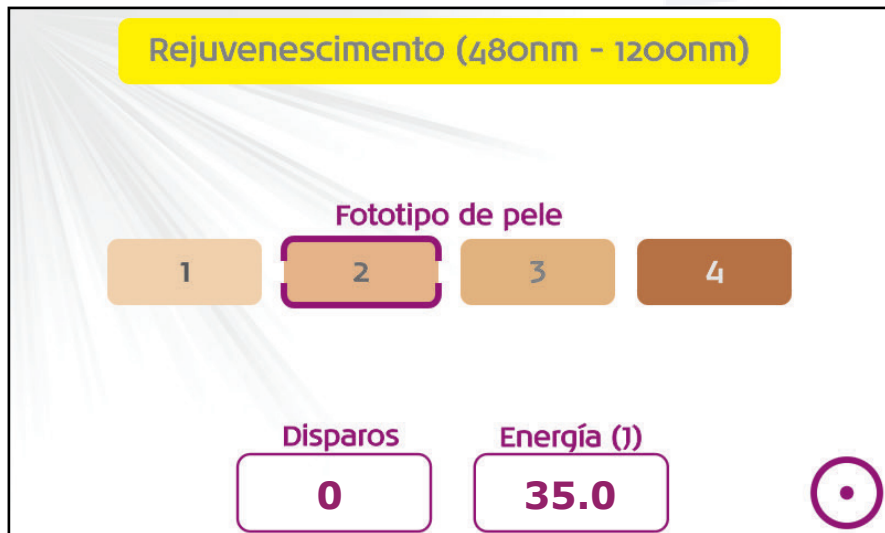 Rejuvenescimento (480nm - 1200nm)
Fototipo de pele
1 2 3 4
Disparos Energía (J)
0 35.0